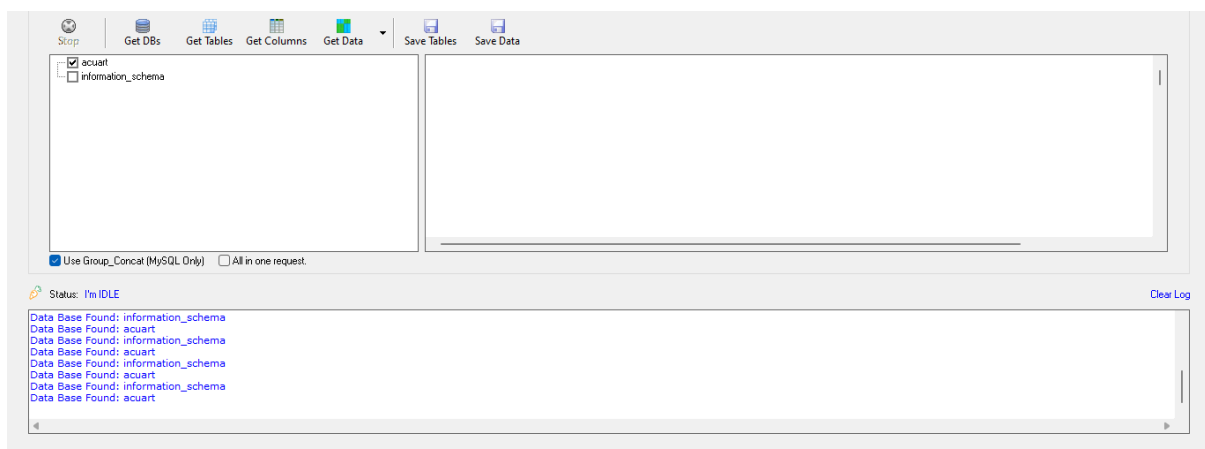 Stop Get DBs Get Tables Get Columns Get Data Save Tables Save Data
acuart
information_schema
Use Group_Concat (MySQL Only) All in one request.
Status: I'm IDLE Clear Log
Data Base Found: information_schema
Data Base Found: acuart
Data Base Found: information_schema
Data Base Found: acuart
Data Base Found: information_schema
Data Base Found: acuart
Data Base Found: information_schema
Data Base Found: acuart